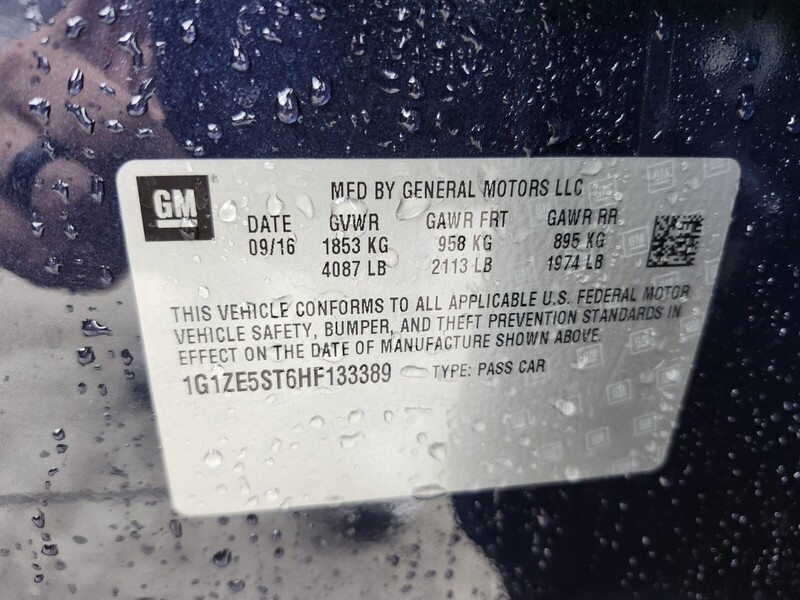 GM
MFD BY GENERAL MOTORS LLC
DATE GVWR GAWR FRT GAWR RR
09/16 1853 KG 958 KG 895 KG
4087 LB 2113 LB 1974 LB
THIS VEHICLE CONFORMS TO ALL APPLICABLE U.S. FEDERAL MOTOR
VEHICLE SAFETY, BUMPER, AND THEFT PREVENTION STANDARDS IN
EFFECT ON THE DATE OF MANUFACTURE SHOWN ABOVE.
1G1ZE5ST6HF133389 TYPE: PASS CAR